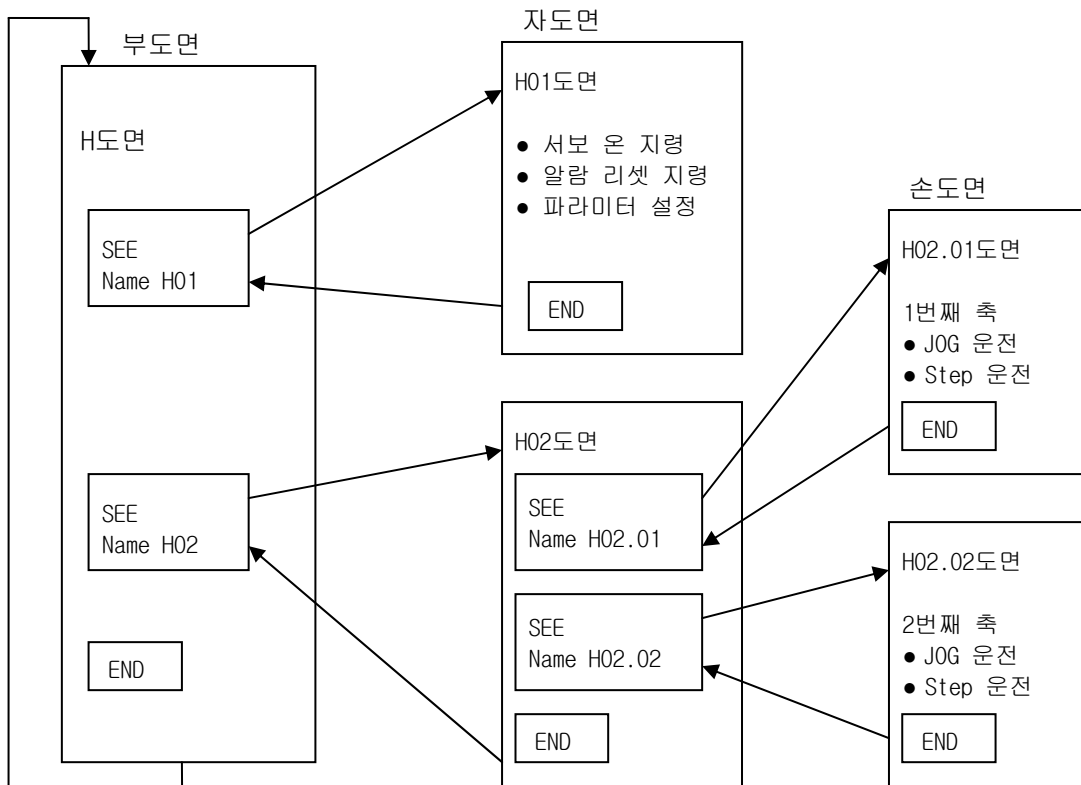 부도면
H도면
SEE
Name H01
SEE
Name H02
END
자도면
H01도면
● 서보 온 지령
● 알람 리셋 지령
● 파라미터 설정
END
H02도면
SEE
Name H02.01
SEE
Name H02.02
END
손도면
H02.01도면
1번째 축
● JOG 운전
● Step 운전
END
H02.02도면
2번째 축
● JOG 운전
● Step 운전
END